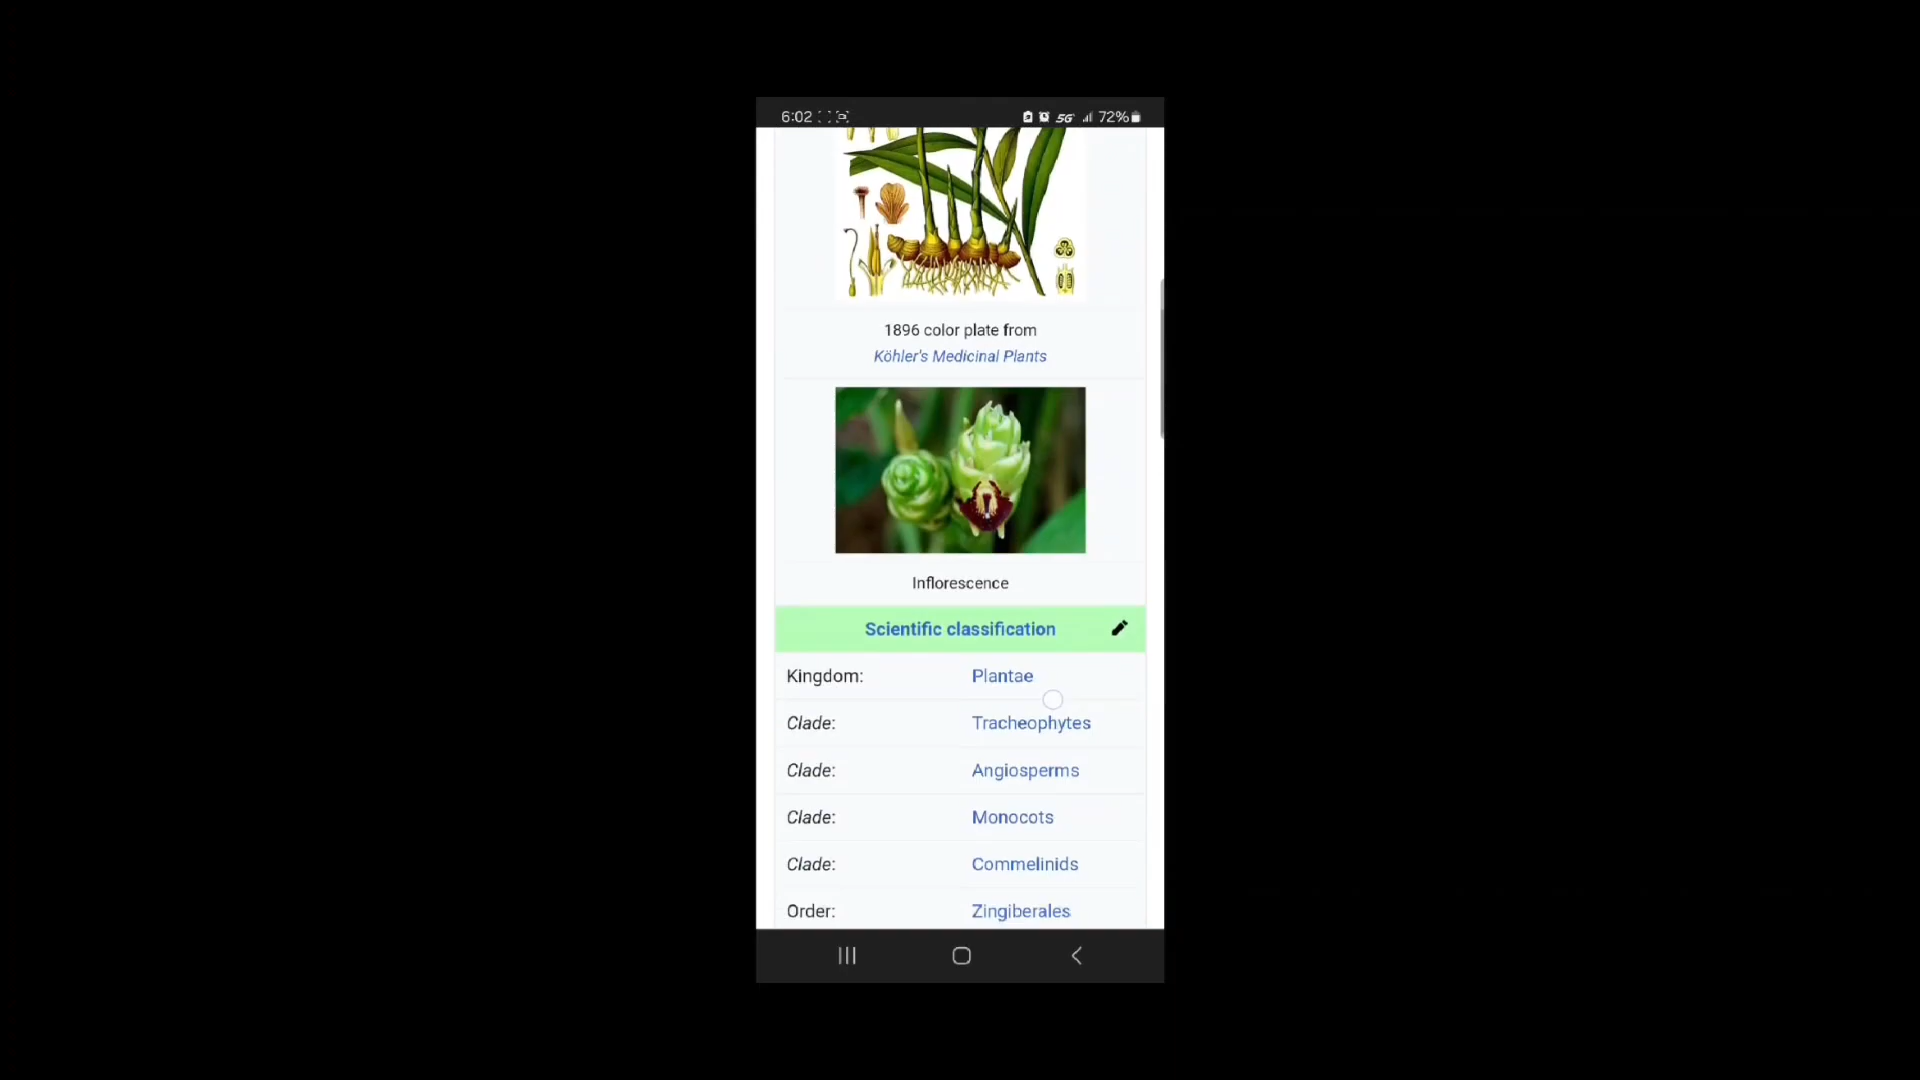 6:02 5G 72%
1896 color plate from
Köhler's Medicinal Plants
Inflorescence
Scientific classification
Kingdom: Plantae
Clade: Tracheophytes
Clade: Angiosperms
Clade: Monocots
Clade: Commelinids
Order: Zingiberales